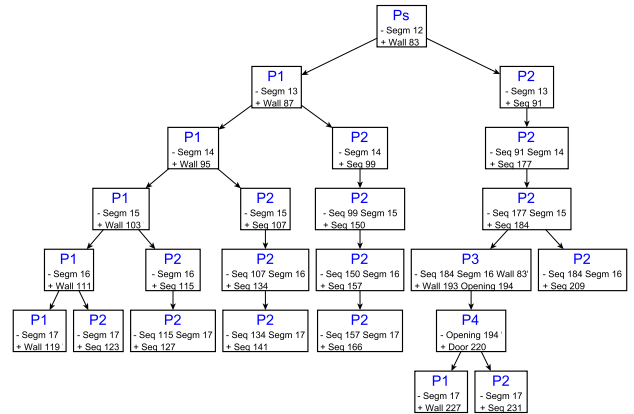 Ps
- Segm 12
+ Wall 83
P1
- Segm 13
+ Wall 87
P2
- Segm 13
+ Seq 91
P1
- Segm 14
+ Wall 95
P2
- Segm 14
+ Seq 99
P2
- Seq 91 Segm 14
+ Seq 177
P1
- Segm 15
+ Wall 103
P2
- Segm 15
+ Seq 107
P2
- Seq 99 Segm 15
+ Seq 150
P2
- Seq 177 Segm 15
+ Seq 184
P1
- Segm 16
+ Wall 111
P2
- Segm 16
+ Seq 115
P2
- Seq 107 Segm 16
+ Seq 134
P2
- Seq 150 Segm 16
+ Seq 157
P3
- Seq 184 Segm 16 Wall 83'
+ Wall 193 Opening 194
P2
- Seq 184 Segm 16
+ Seq 209
P1
- Segm 17
+ Wall 119
P2
- Segm 17
+ Seq 123
P2
- Seq 115 Segm 17
+ Seq 127
P2
- Seq 134 Segm 17
+ Seq 141
P2
- Seq 157 Segm 17
+ Seq 166
P4
- Opening 194 '
+ Door 220
P1
- Segm 17
+ Wall 227
P2
- Segm 17
+ Seq 231